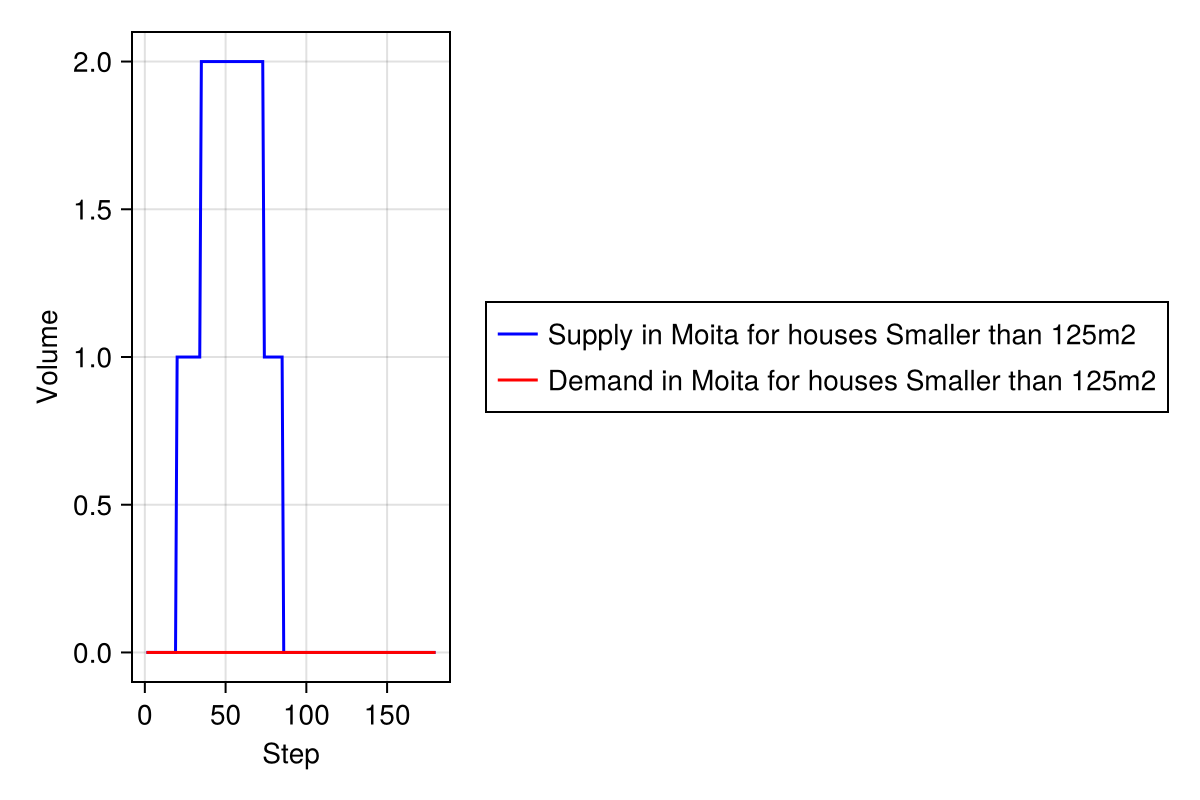 2.0
1.5
1.0
0.5
0.0
Volume
0 50 100 150
Step
Supply in Moita for houses Smaller than 125m2
Demand in Moita for houses Smaller than 125m2